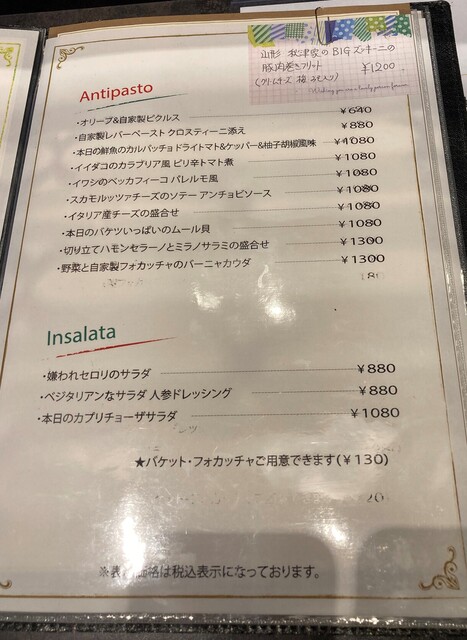 山形 秋津家の BIGズッキーニの
豚肉巻きフリット
(クリームチーズ 梅 みそ入り) ¥1200
Antipasto
・オリーブ&自家製ピクルス ¥640
・自家製レバーペースト クロスティーニ添え ¥880
・本日の鮮魚のカルパッチョ ドライトマト&ケッパー&柚子胡椒風味 ¥1080
・イイダコのカラブリア風 ピリ辛トマト煮 ¥1080
・イワシのベッカフィーコ パレルモ風 ¥1080
・スカモルッツァチーズのソテー アンチョビソース ¥1080
・イタリア産チーズの盛合せ ¥1080
・本日のバケツいっぱいのムール貝 ¥1080
・切り立てハモンセラーノとミラノサラミの盛合せ ¥1300
・野菜と自家製フォカッチャのバーニャカウダ ¥1300
Insalata
・嫌われセロリのサラダ ¥880
・ベジタリアンなサラダ 人参ドレッシング ¥880
・本日のカプリチョーザサラダ ¥1080
★バケット・フォカッチャご用意できます(¥130)
※表 価格は税込表示になっております。